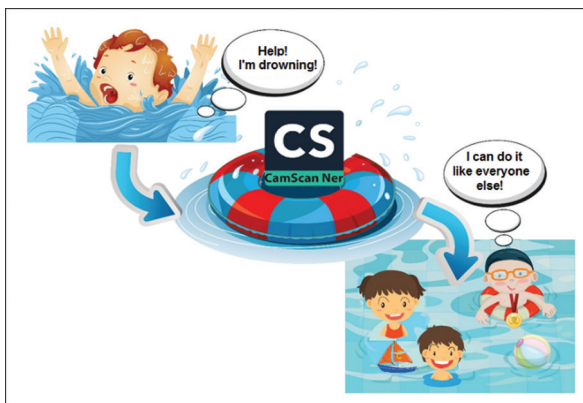 Help!
I'm drowning!
CS
CamScan Ner
I can do it
like everyone
else!